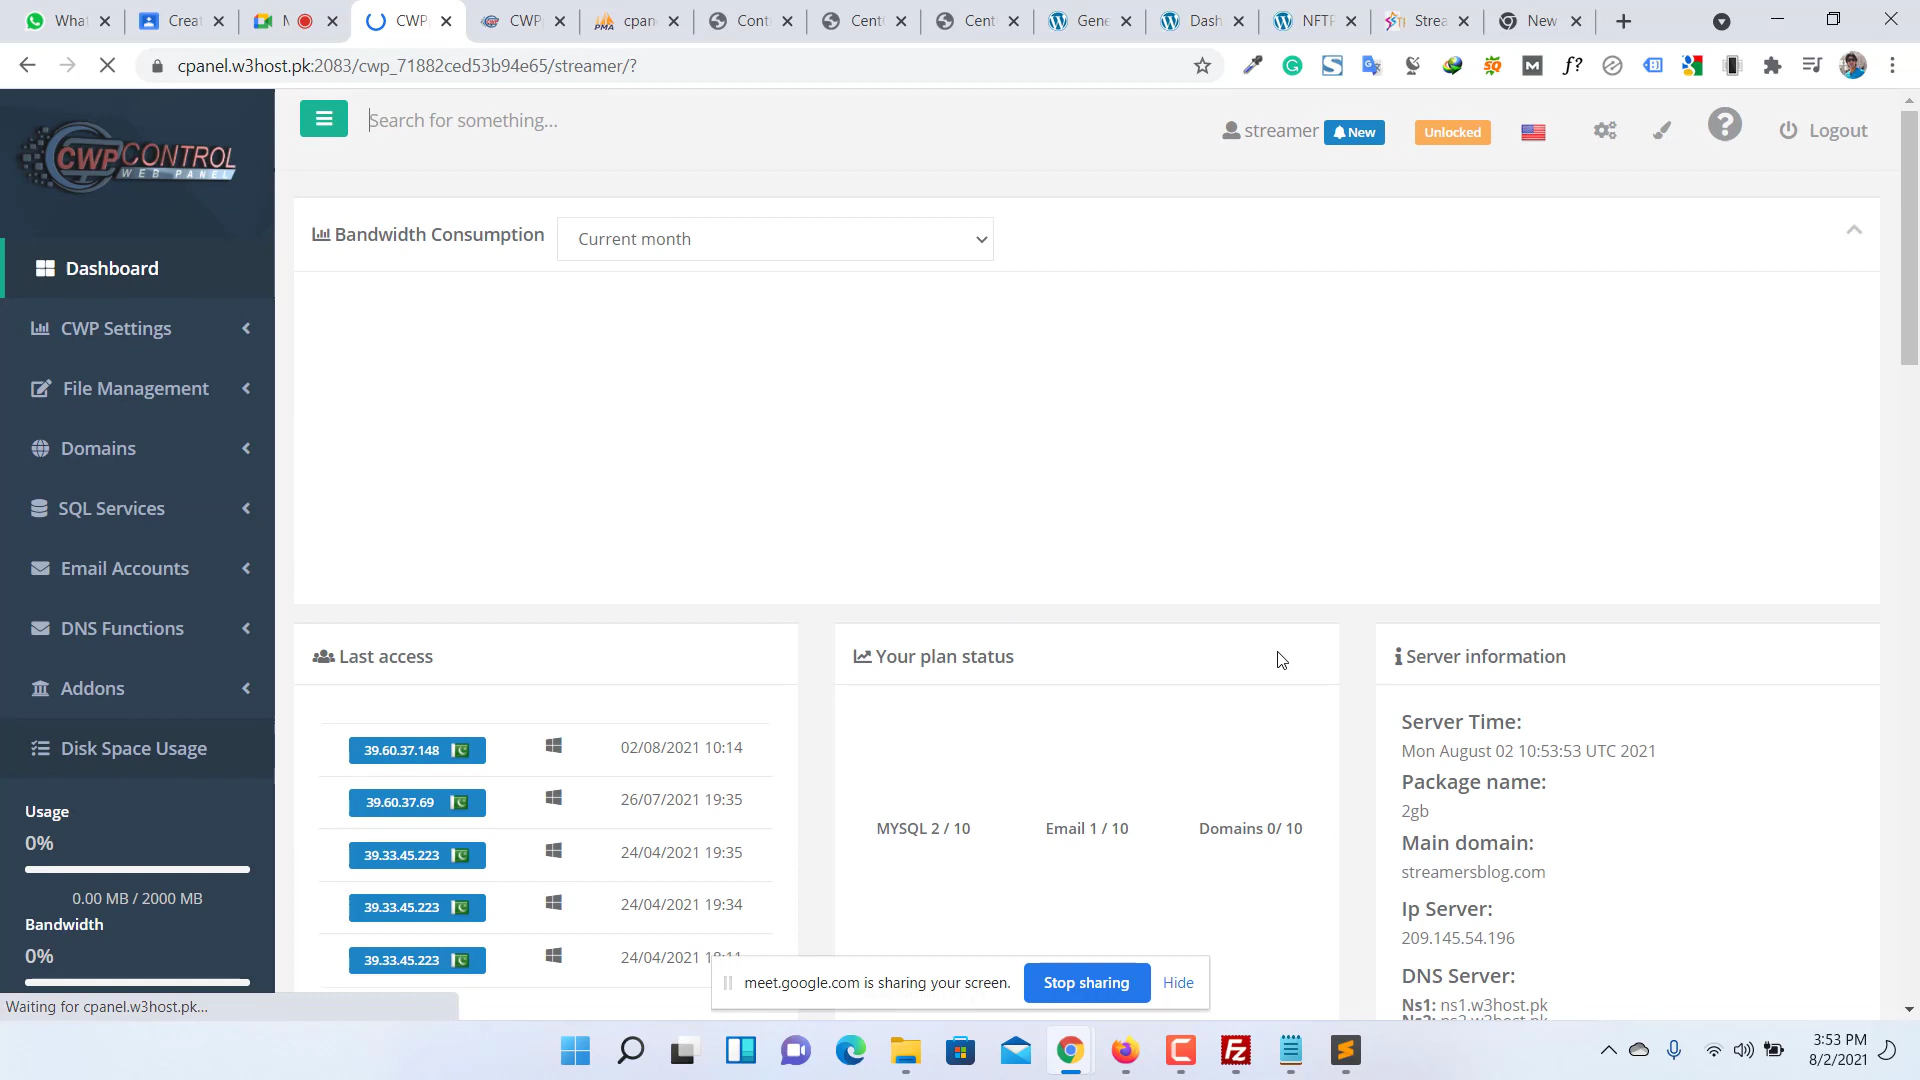 What
Creat
M
CWP
CWP
cpan
Cont
Cent
Cent
Gene
Dash
NFTF
Strea
New
cpanel.w3host.pk:2083/cwp_71882ced53b94e65/streamer/?
CWPCONTROL
WEB PANEL
Search for something...
streamer
New
Unlocked
Logout
Bandwidth Consumption
Current month
Dashboard
CWP Settings
File Management
Domains
SQL Services
Email Accounts
DNS Functions
Addons
Disk Space Usage
Usage
0%
0.00 MB / 2000 MB
Bandwidth
0%
Last access
39.60.37.148 02/08/2021 10:14
39.60.37.69 26/07/2021 19:35
39.33.45.223 24/04/2021 19:35
39.33.45.223 24/04/2021 19:34
39.33.45.223 24/04/2021
Your plan status
MYSQL 2 / 10
Email 1 / 10
Domains 0/ 10
Server information
Server Time:
Mon August 02 10:53:53 UTC 2021
Package name:
2gb
Main domain:
streamersblog.com
Ip Server:
209.145.54.196
DNS Server:
Ns1: ns1.w3host.pk
Ns2: ns2.w3host.pk
meet.google.com is sharing your screen.
Stop sharing
Hide
Waiting for cpanel.w3host.pk...
3:53 PM
8/2/2021